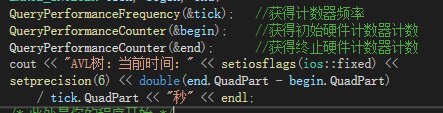 QueryPerformanceFrequency(&tick);   //获得计数器频率
QueryPerformanceCounter(&begin);   //获得初始硬件计数器计数
QueryPerformanceCounter(&end);   //获得终止硬件计数器计数
cout << "AVL树: 当前时间: " << setiosflags(ios::fixed) <<
setprecision(6) << double(end.QuadPart - begin.QuadPart)
/ tick.QuadPart << "秒" << endl;